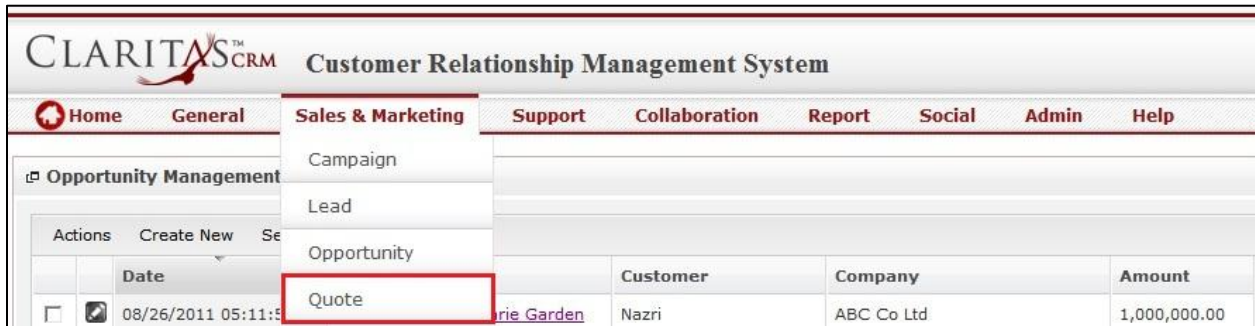 CLARITAS™ CRM Customer Relationship Management System
Home General Sales & Marketing Support Collaboration Report Social Admin Help
Campaign
Opportunity Management
Lead
Actions Create New Se
Opportunity
Date Customer Company Amount
Quote
08/26/2011 05:11:5 rie Garden Nazri ABC Co Ltd 1,000,000.00